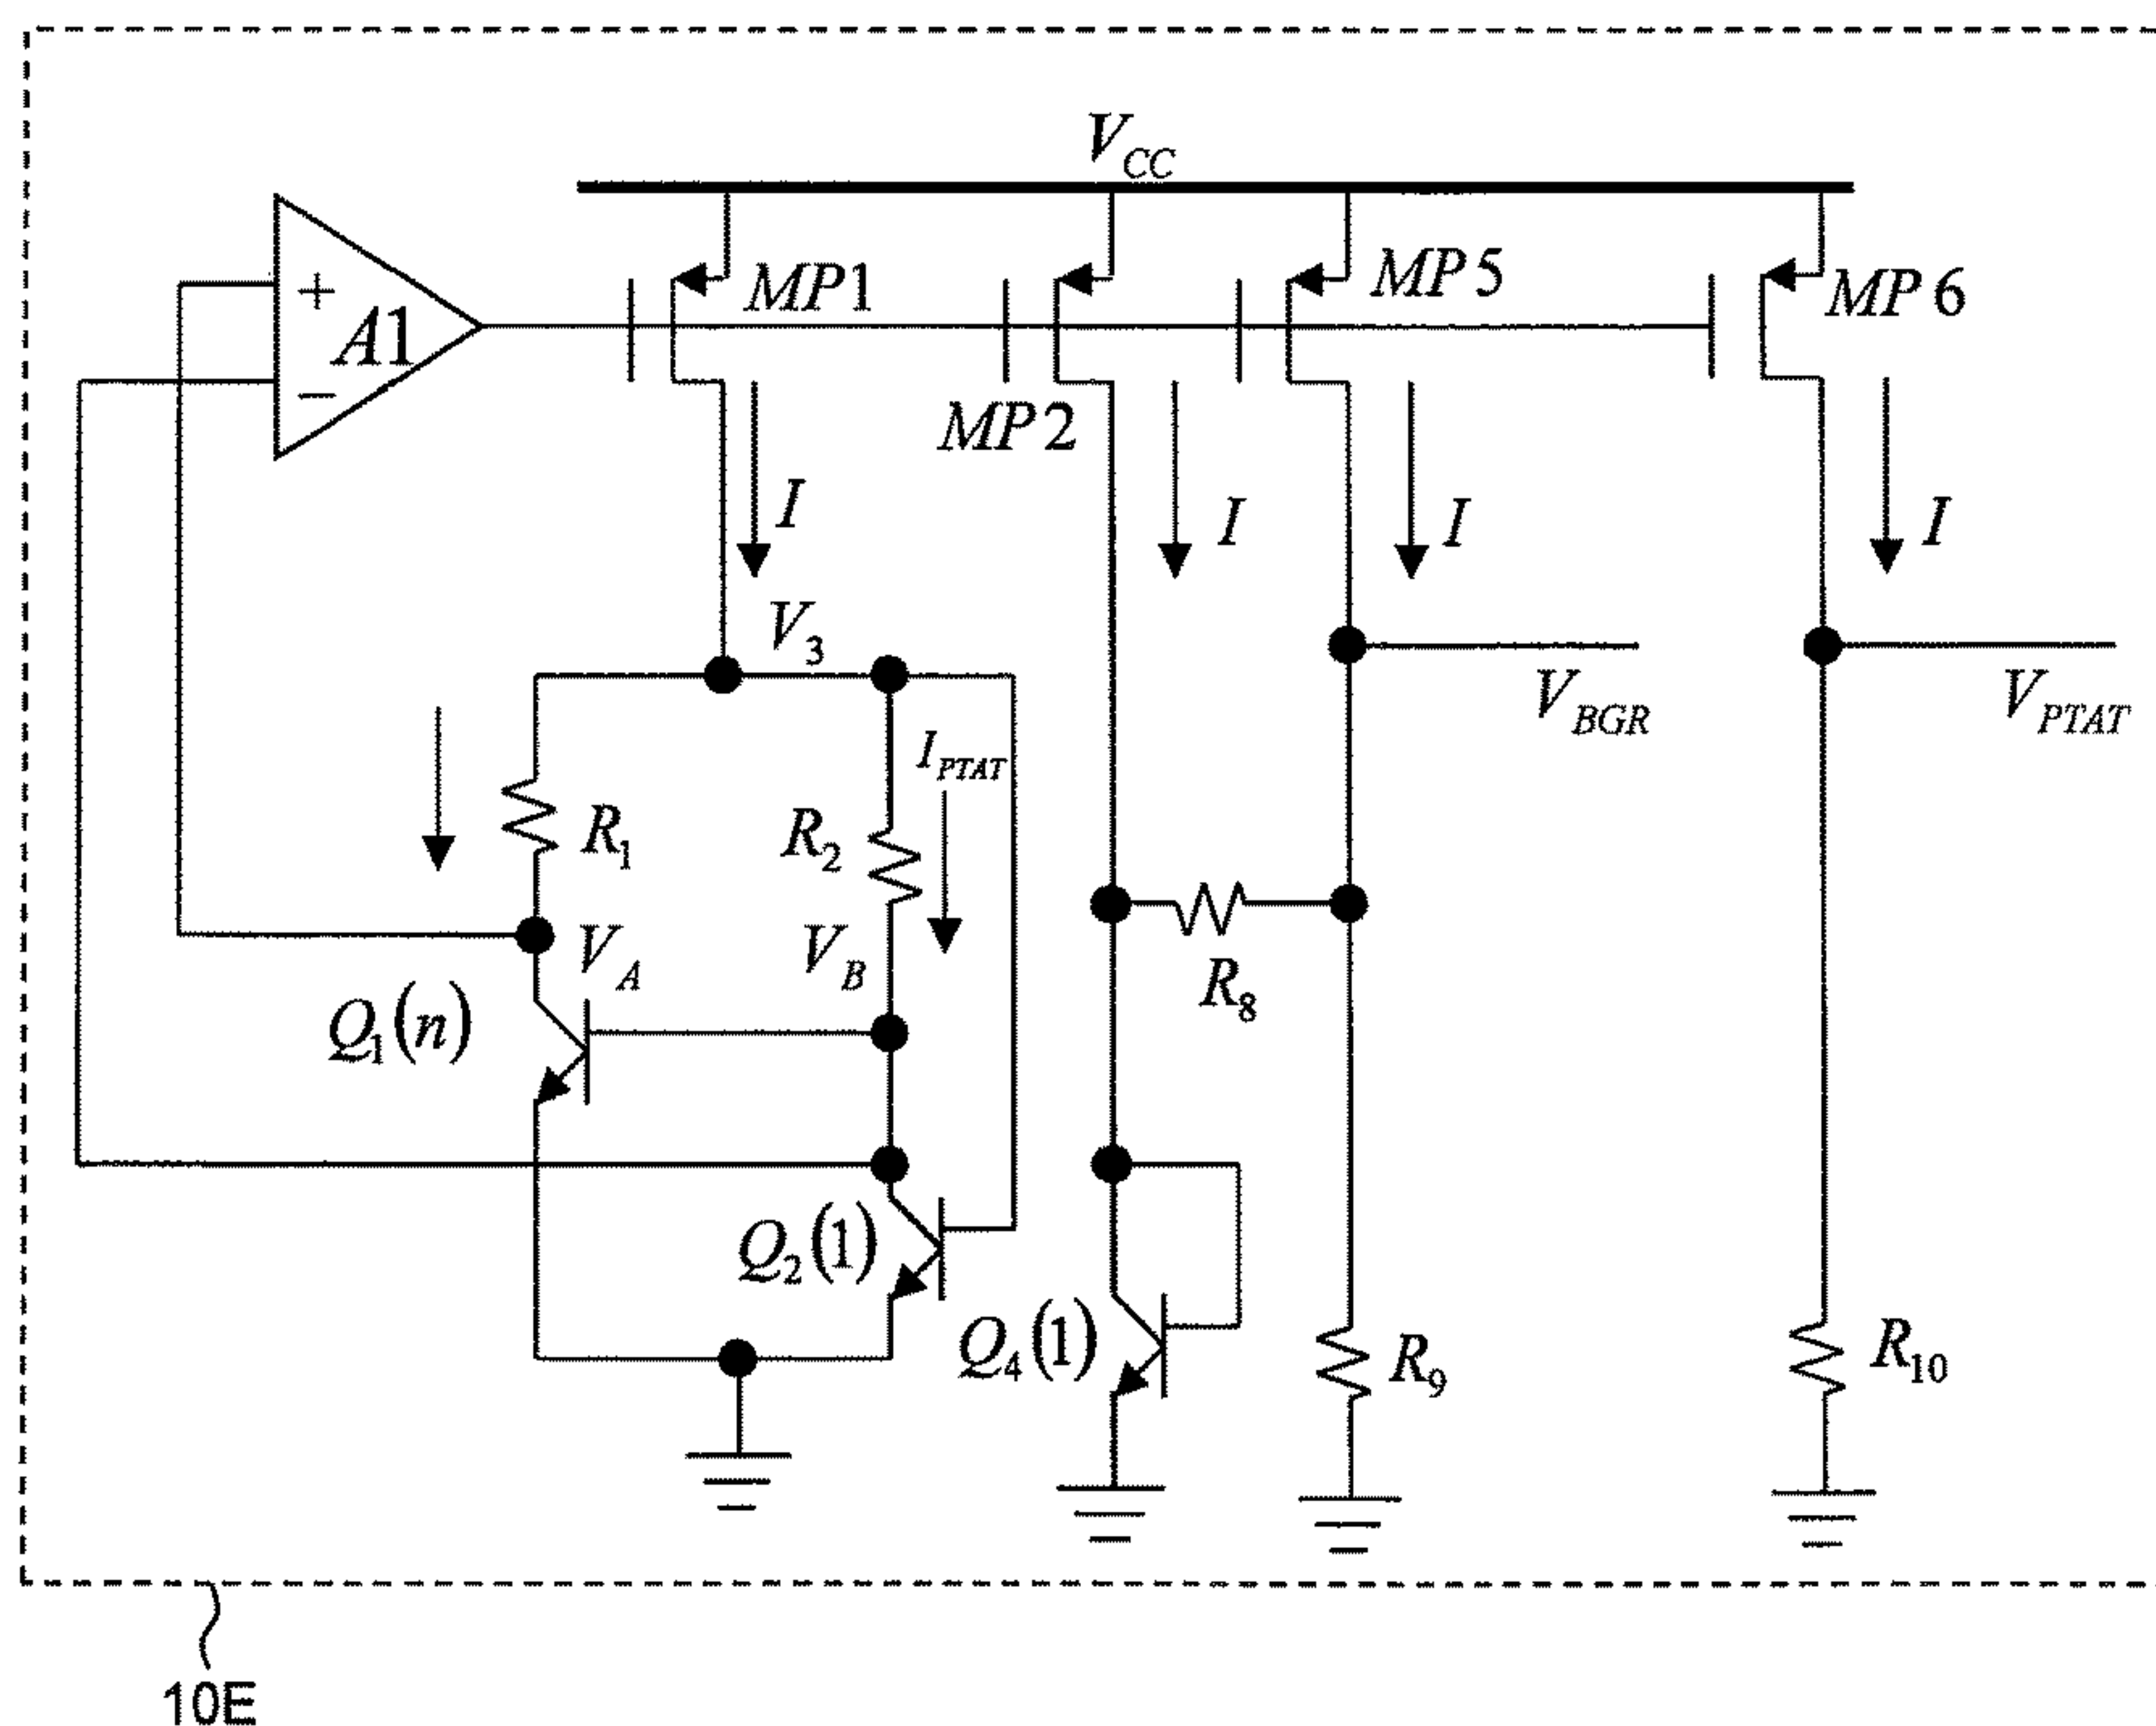 V_CC
+
A1
−
MP1
MP2
MP5
MP6
I
I
I
I
V_3
V_BGR
V_PTAT
I_PTAT
R_1
R_2
V_A
V_B
R_8
Q_1(n)
Q_2(1)
Q_4(1)
R_9
R_10
10E